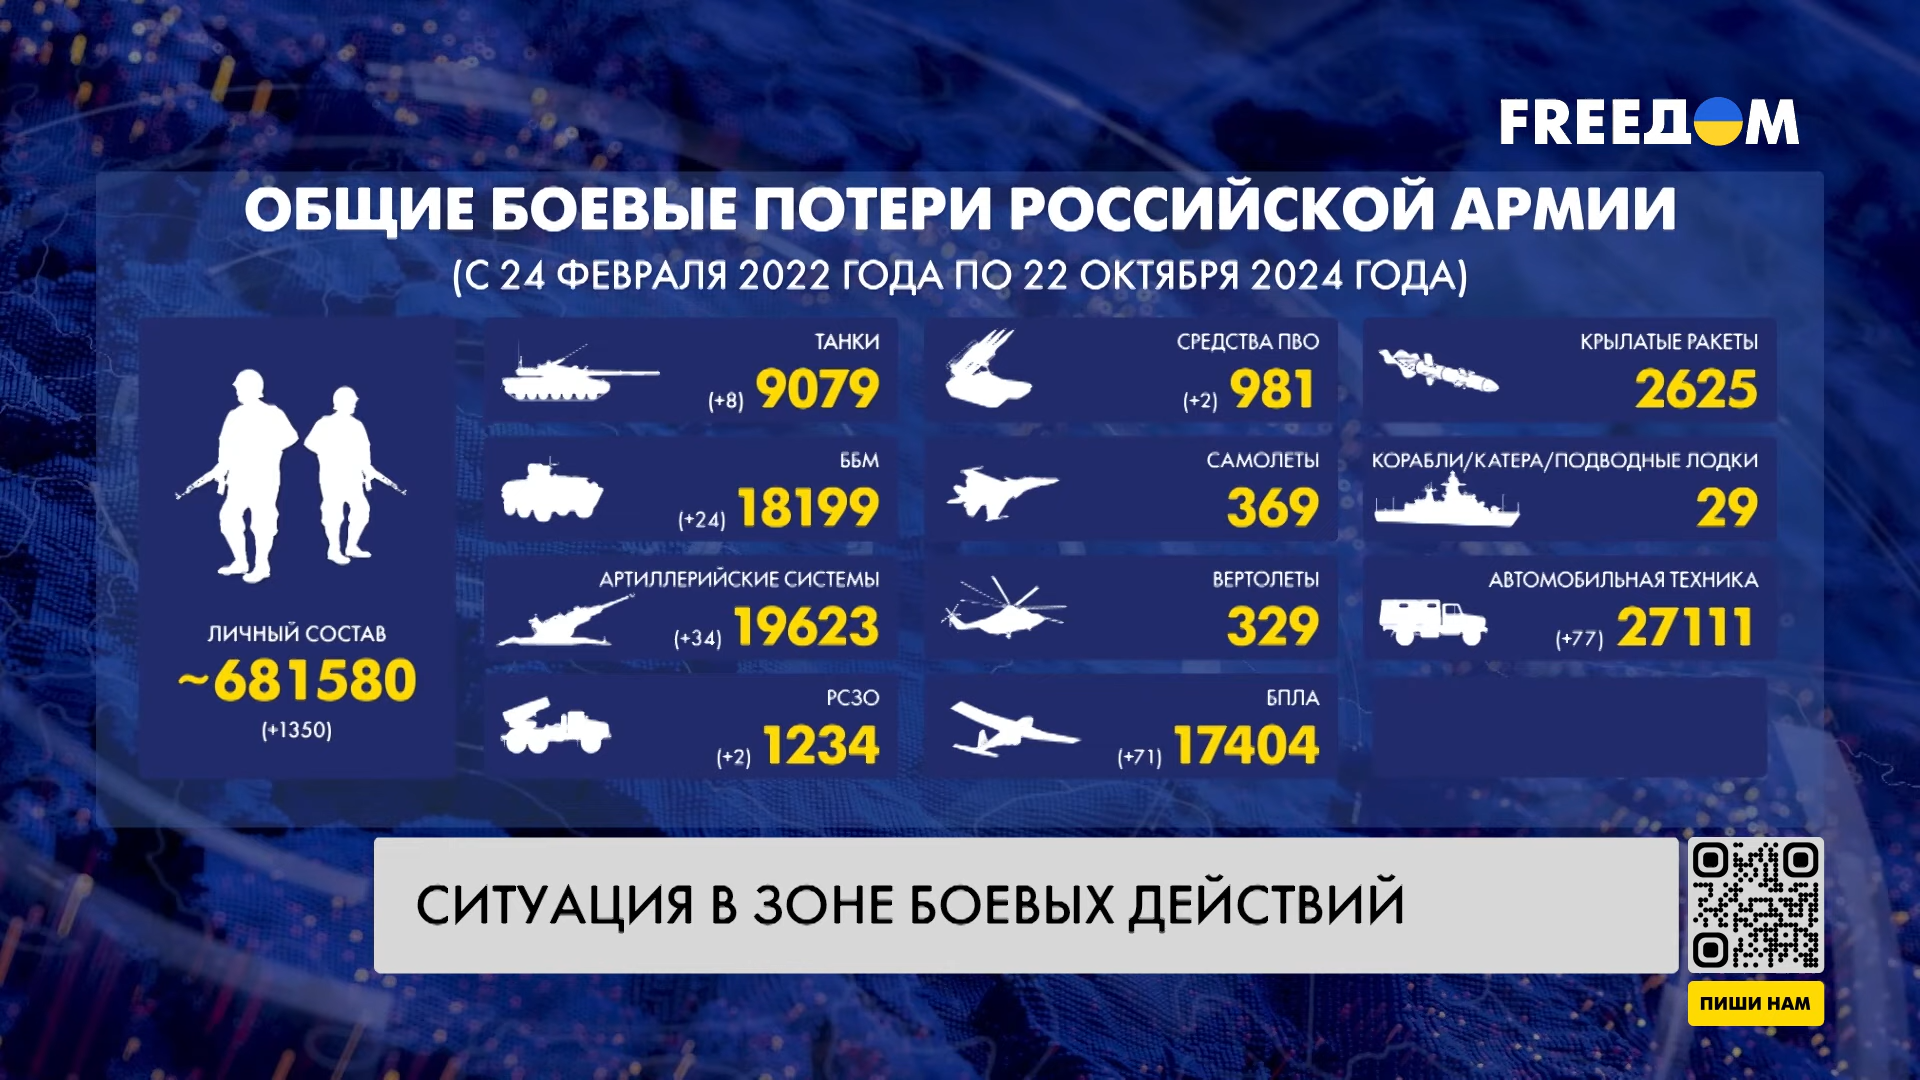 FREEДOM
ОБЩИЕ БОЕВЫЕ ПОТЕРИ РОССИЙСКОЙ АРМИИ
(С 24 ФЕВРАЛЯ 2022 ГОДА ПО 22 ОКТЯБРЯ 2024 ГОДА)
ЛИЧНЫЙ СОСТАВ
~681580
(+1350)
ТАНКИ
(+8) 9079
ББМ
(+24) 18199
АРТИЛЛЕРИЙСКИЕ СИСТЕМЫ
(+34) 19623
РСЗО
(+2) 1234
СРЕДСТВА ПВО
(+2) 981
САМОЛЕТЫ
369
ВЕРТОЛЕТЫ
329
БПЛА
(+71) 17404
КРЫЛАТЫЕ РАКЕТЫ
2625
КОРАБЛИ/КАТЕРА/ПОДВОДНЫЕ ЛОДКИ
29
АВТОМОБИЛЬНАЯ ТЕХНИКА
(+77) 27111
СИТУАЦИЯ В ЗОНЕ БОЕВЫХ ДЕЙСТВИЙ
ПИШИ НАМ